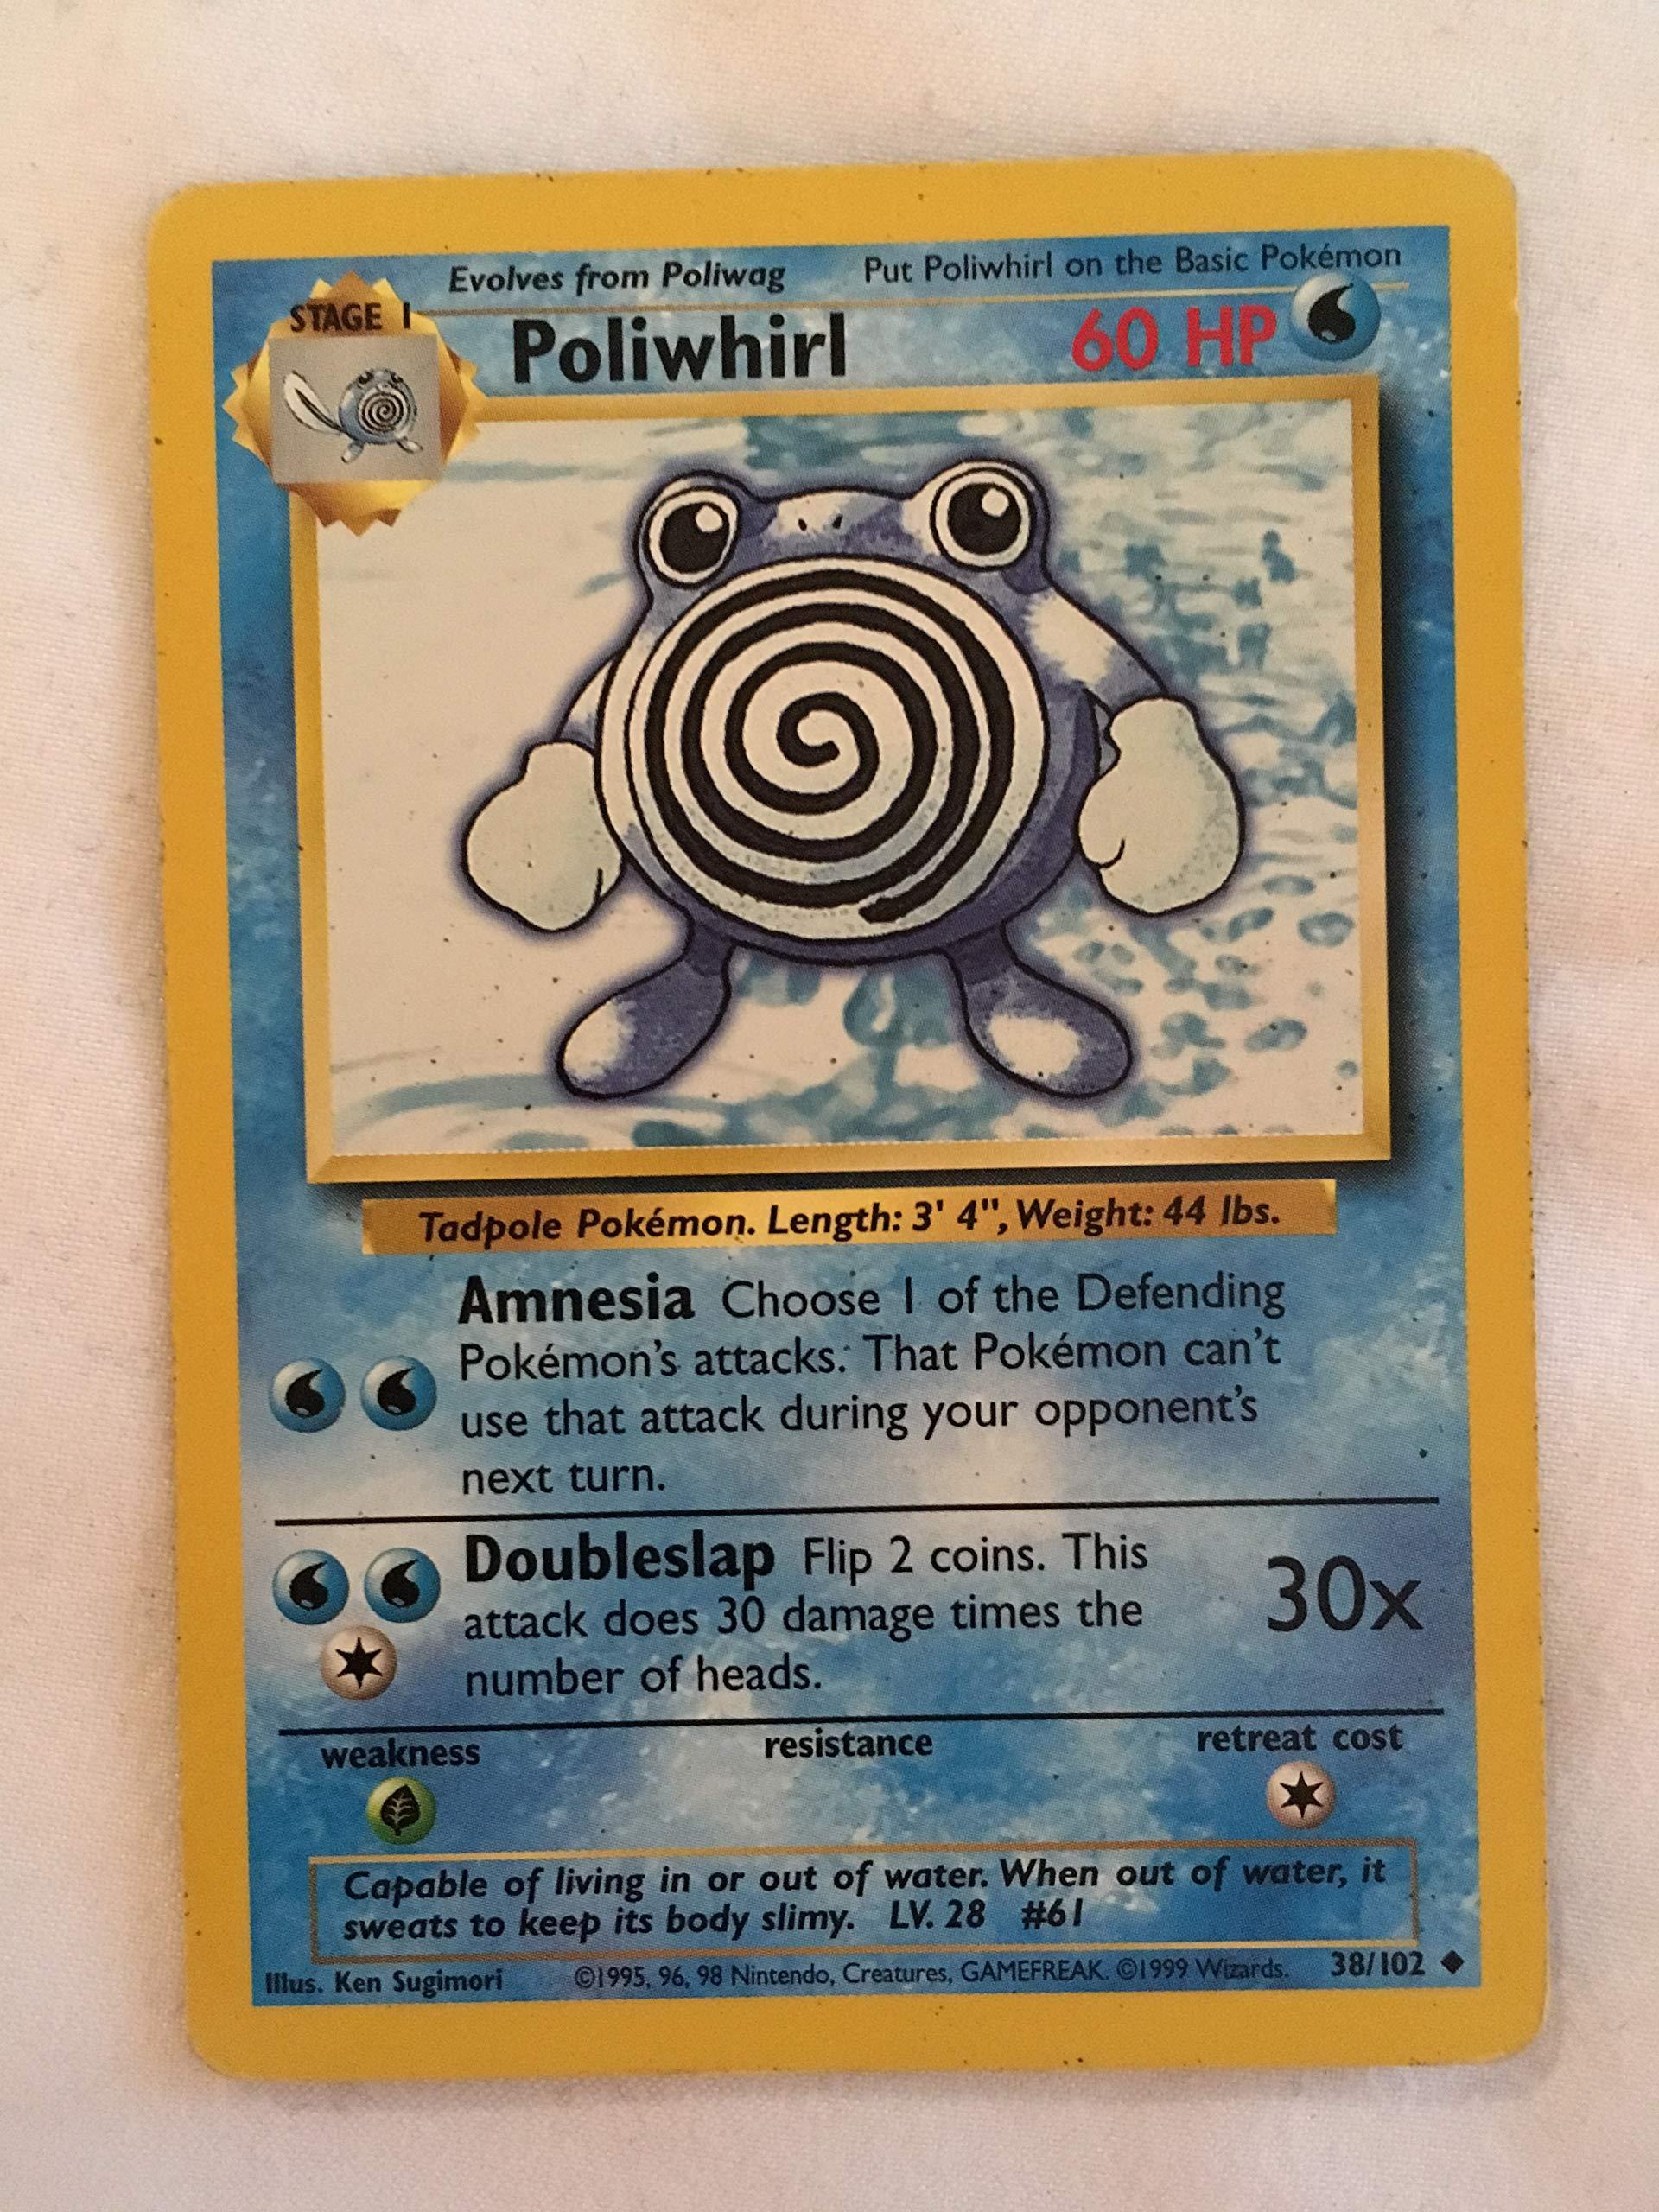 Evolves from Poliwag Put Poliwhirl on the Basic Pokémon
STAGE 1
Poliwhirl 60 HP
Tadpole Pokémon. Length: 3' 4", Weight: 44 lbs.
Amnesia Choose 1 of the Defending
Pokémon's attacks. That Pokémon can't
use that attack during your opponent's
next turn.
Doubleslap Flip 2 coins. This
attack does 30 damage times the
number of heads.
30x
weakness resistance retreat cost
Capable of living in or out of water. When out of water, it
sweats to keep its body slimy. LV. 28 #61
Illus. Ken Sugimori ©1995, 96, 98 Nintendo, Creatures, GAMEFREAK. ©1999 Wizards. 38/102